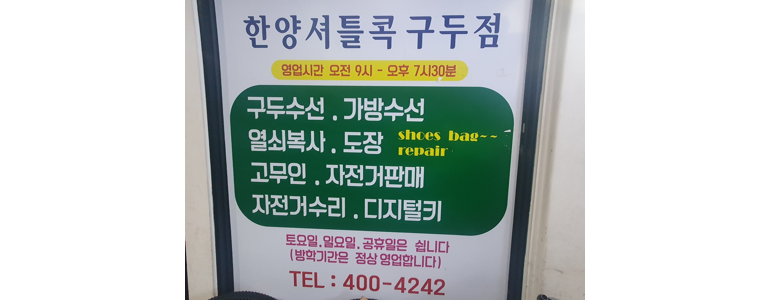 한양셔틀콕구두점
영업시간 오전 9시 - 오후 7시30분
구두수선 . 가방수선
열쇠복사 . 도장 shoes bag~~
repair
고무인 . 자전거판매
자전거수리 . 디지털키
토요일.일요일.공휴일은 쉽니다
(방학기간은 정상영업합니다)
TEL : 400-4242